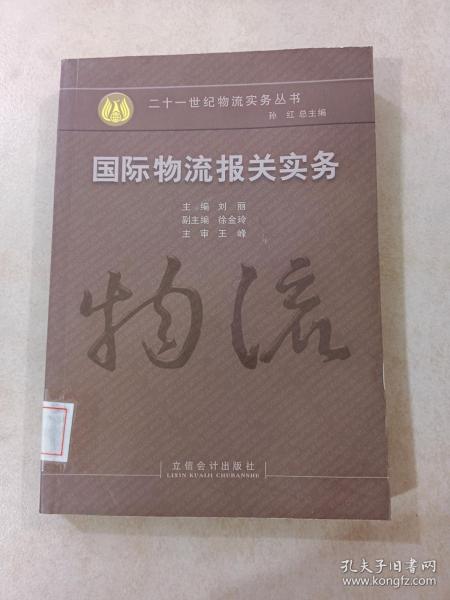 二十一世纪物流实务丛书
孙 红 总主编
国际物流报关实务
主 编 刘 丽
副主编 徐金玲
主 审 王 峰
物流
立信会计出版社
LIXIN KUAIJI CHUBANSHE
孔夫子旧书网
www.kongfz.com